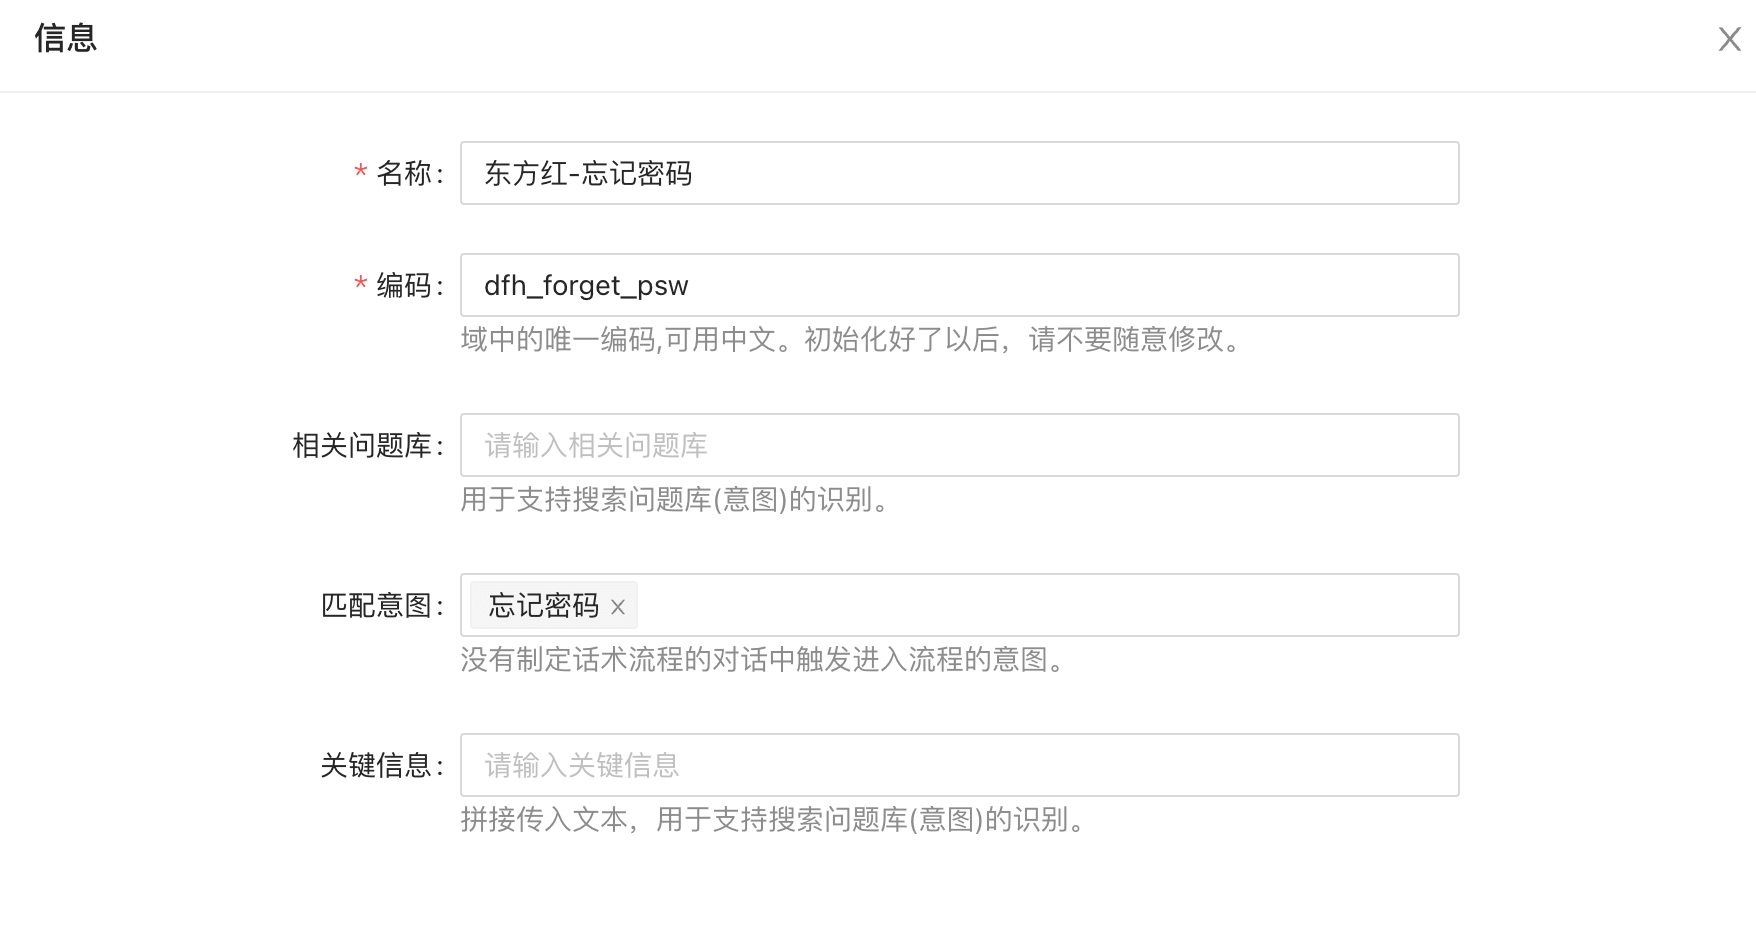 信息
* 名称: 东方红-忘记密码
* 编码: dfh_forget_psw
域中的唯一编码,可用中文。初始化好了以后，请不要随意修改。
相关问题库: 请输入相关问题库
用于支持搜索问题库(意图)的识别。
匹配意图: 忘记密码 ×
没有制定话术流程的对话中触发进入流程的意图。
关键信息: 请输入关键信息
拼接传入文本，用于支持搜索问题库(意图)的识别。